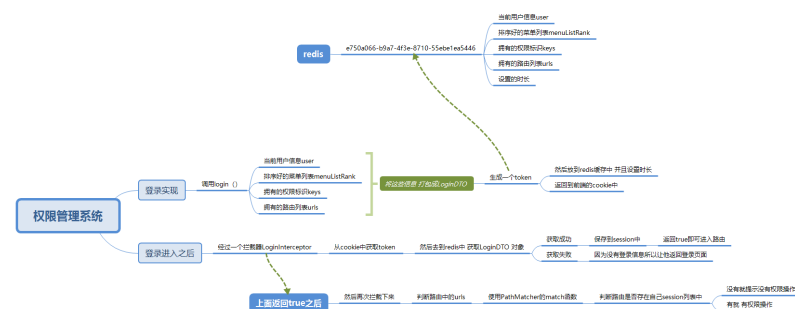 当前用户信息user
排序好的菜单列表menuListRank
redis
e750a066-b9a7-4f3e-8710-55ebe1ea5446
拥有的权限标识keys
拥有的路由列表urls
设置的时长
当前用户信息user
排序好的菜单列表menuListRank
登录实现
调用login（）
将这些信息 打包成LoginDTO
生成一个token
然后放到redis缓存中 并且设置时长
返回到前端的cookie中
拥有的权限标识keys
拥有的路由列表urls
权限管理系统
登录进入之后
经过一个拦截器LoginInterceptor
从cookie中获取token
然后去到redis中 获取LoginDTO 对象
获取成功
保存到session中
返回true即可进入路由
获取失败
因为没有登录信息所以让他返回登录页面
上面返回true之后
然后再次拦截下来
判断路由中的urls
使用PathMatcher的match函数
判断路由是否存在自己session列表中
没有就提示没有权限操作
有就 有权限操作